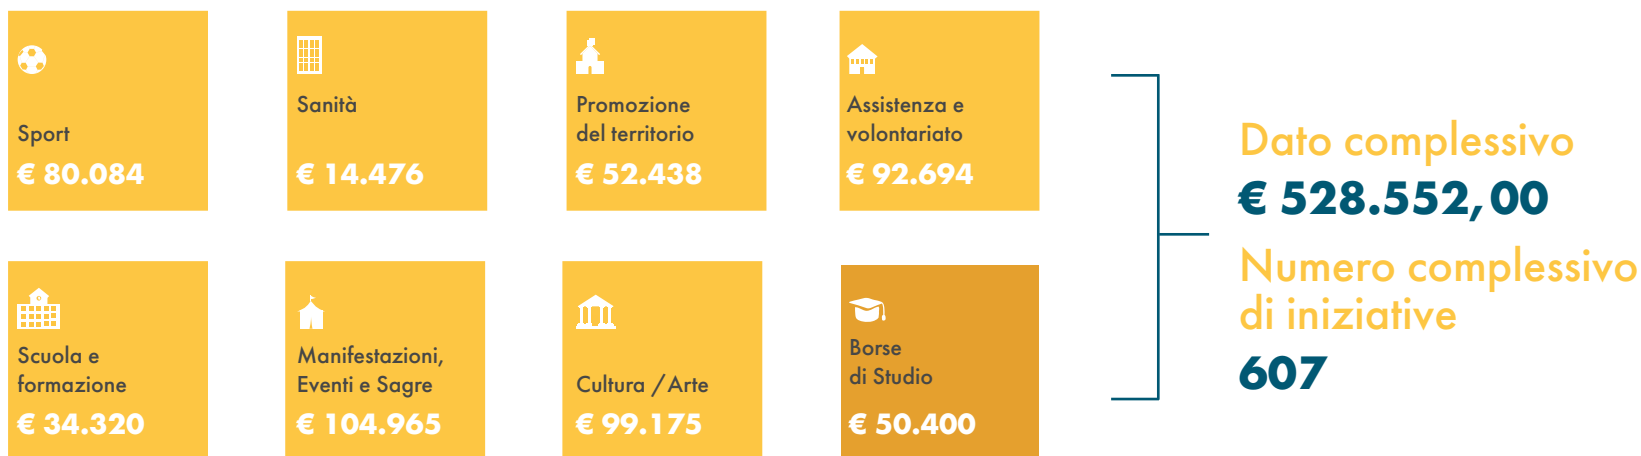 Sport
€ 80.084
Sanità
€ 14.476
Promozione
del territorio
€ 52.438
Assistenza e
volontariato
€ 92.694
Scuola e
formazione
€ 34.320
Manifestazioni,
Eventi e Sagre
€ 104.965
Cultura / Arte
€ 99.175
Borse
di Studio
€ 50.400
Dato complessivo
€ 528.552,00
Numero complessivo
di iniziative
607